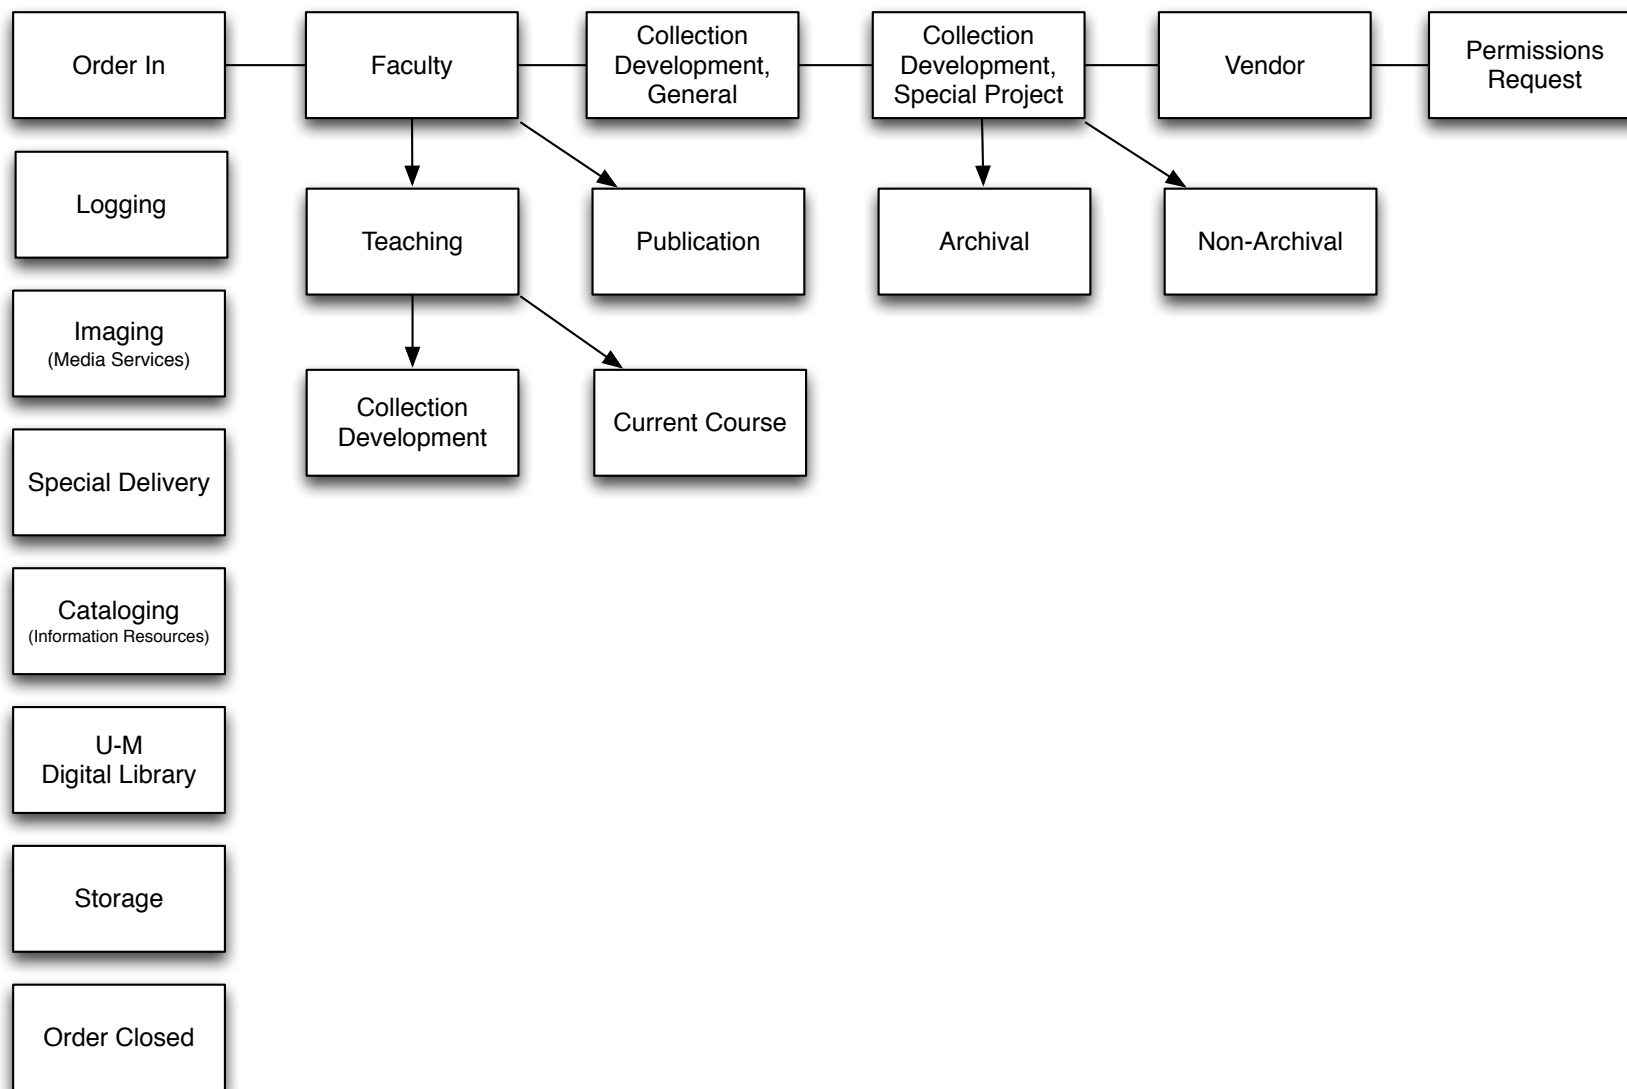 Order In
Faculty
Collection
Development,
General
Collection
Development,
Special Project
Vendor
Permissions
Request
Logging
Teaching
Publication
Archival
Non-Archival
Imaging
(Media Services)
Collection
Development
Current Course
Special Delivery
Cataloging
(Information Resources)
U-M
Digital Library
Storage
Order Closed